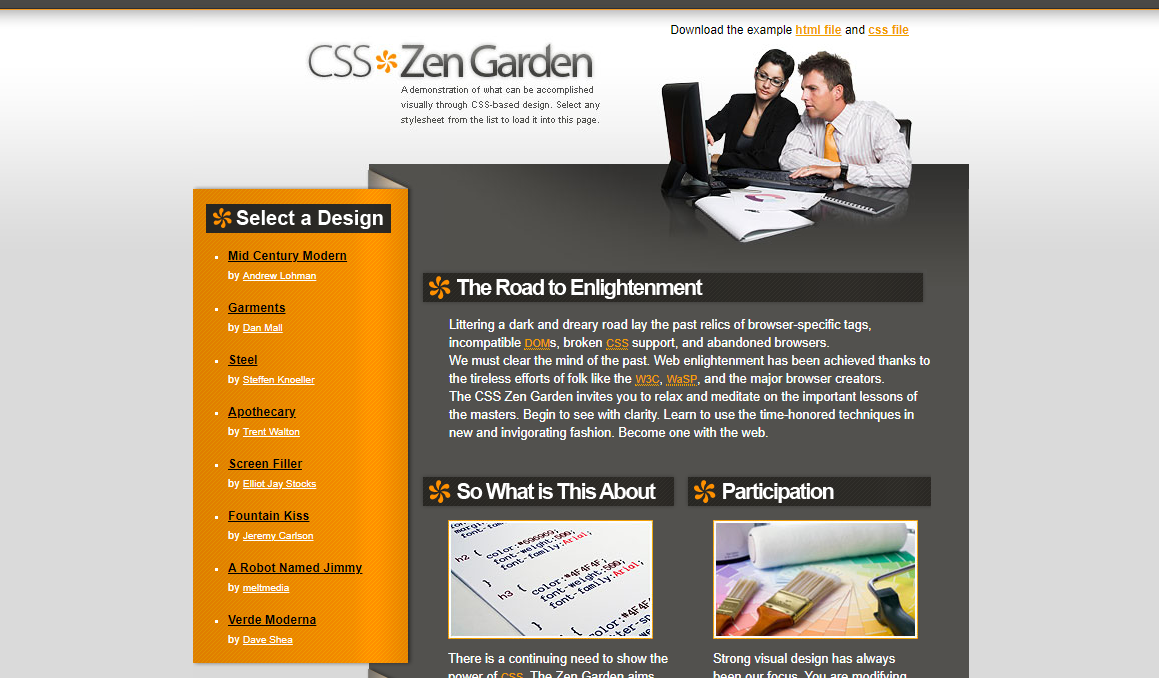 Download the example html file and css file
CSS Zen Garden
A demonstration of what can be accomplished
visually through CSS-based design. Select any
stylesheet from the list to load it into this page.
Select a Design
Mid Century Modern
by Andrew Lohman
Garments
by Dan Mall
Steel
by Steffen Knoeller
Apothecary
by Trent Walton
Screen Filler
by Elliot Jay Stocks
Fountain Kiss
by Jeremy Carlson
A Robot Named Jimmy
by meltmedia
Verde Moderna
by Dave Shea
The Road to Enlightenment
Littering a dark and dreary road lay the past relics of browser-specific tags,
incompatible DOMs, broken CSS support, and abandoned browsers.
We must clear the mind of the past. Web enlightenment has been achieved thanks to
the tireless efforts of folk like the W3C, WaSP, and the major browser creators.
The CSS Zen Garden invites you to relax and meditate on the important lessons of
the masters. Begin to see with clarity. Learn to use the time-honored techniques in
new and invigorating fashion. Become one with the web.
So What is This About
font-fam
h2 { color:#696969;
font-weight:500;
font-family:Arial;
}
h3 { color:#4F4F4F;
font-weight:500;
font-family:Arial;
}
color:#4F4
There is a continuing need to show the
power of CSS. The Zen Garden aims
Participation
Strong visual design has always
been our focus. You are modifying